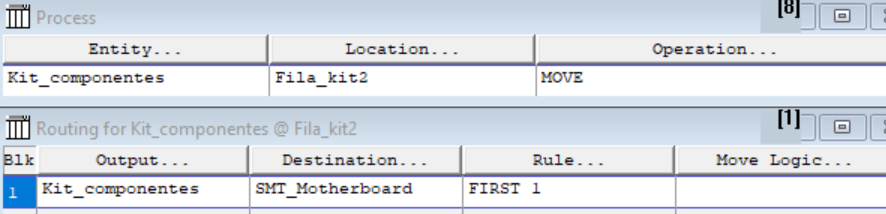 Process [8]
Entity... Location... Operation...
Kit_componentes Fila_kit2 MOVE
Routing for Kit_componentes @ Fila_kit2 [1]
Blk Output... Destination... Rule... Move Logic...
1 Kit_componentes SMT_Motherboard FIRST 1